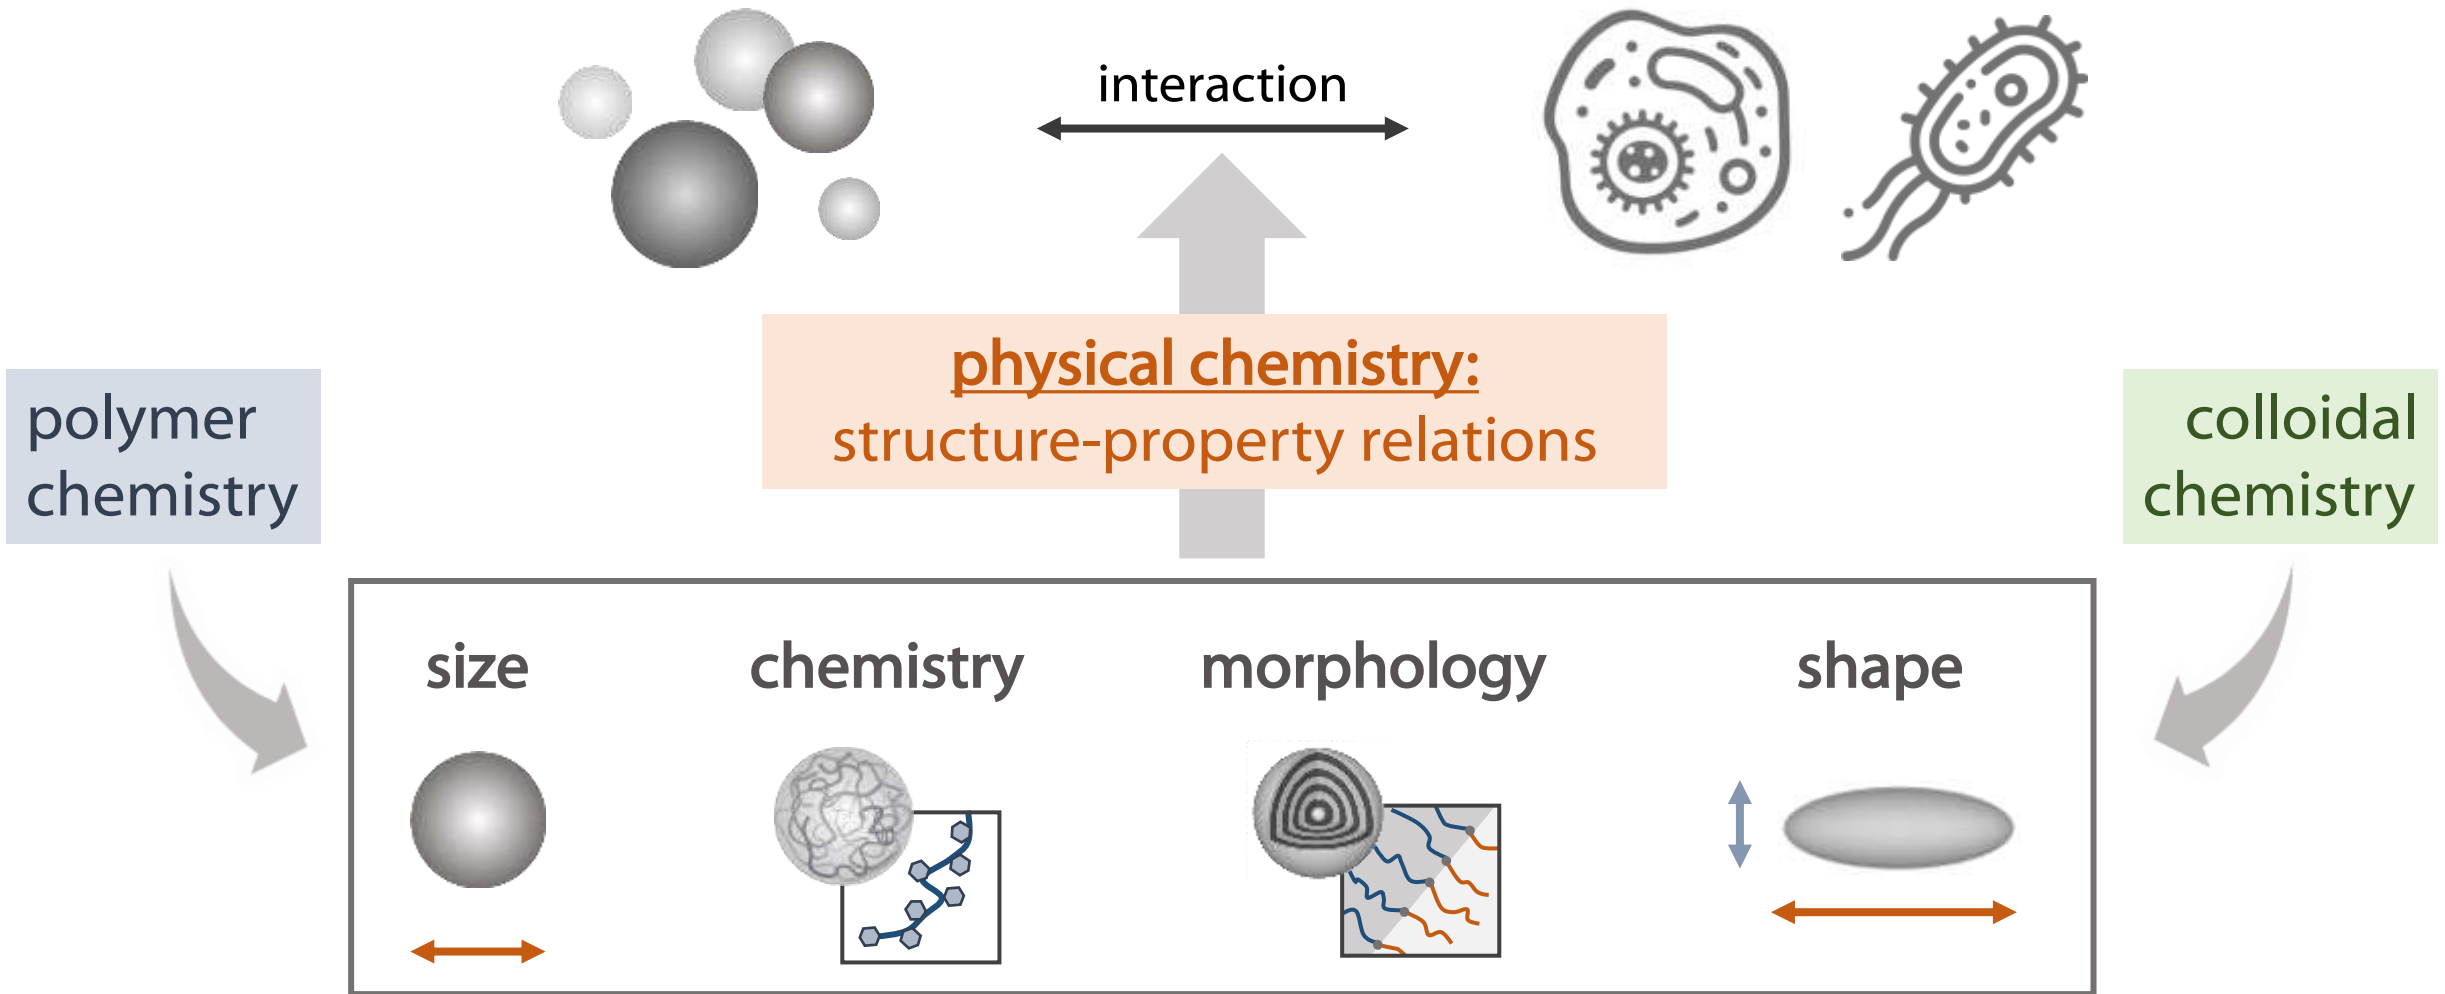 interaction
physical chemistry:
structure-property relations
polymer
chemistry
colloidal
chemistry
size
chemistry
morphology
shape